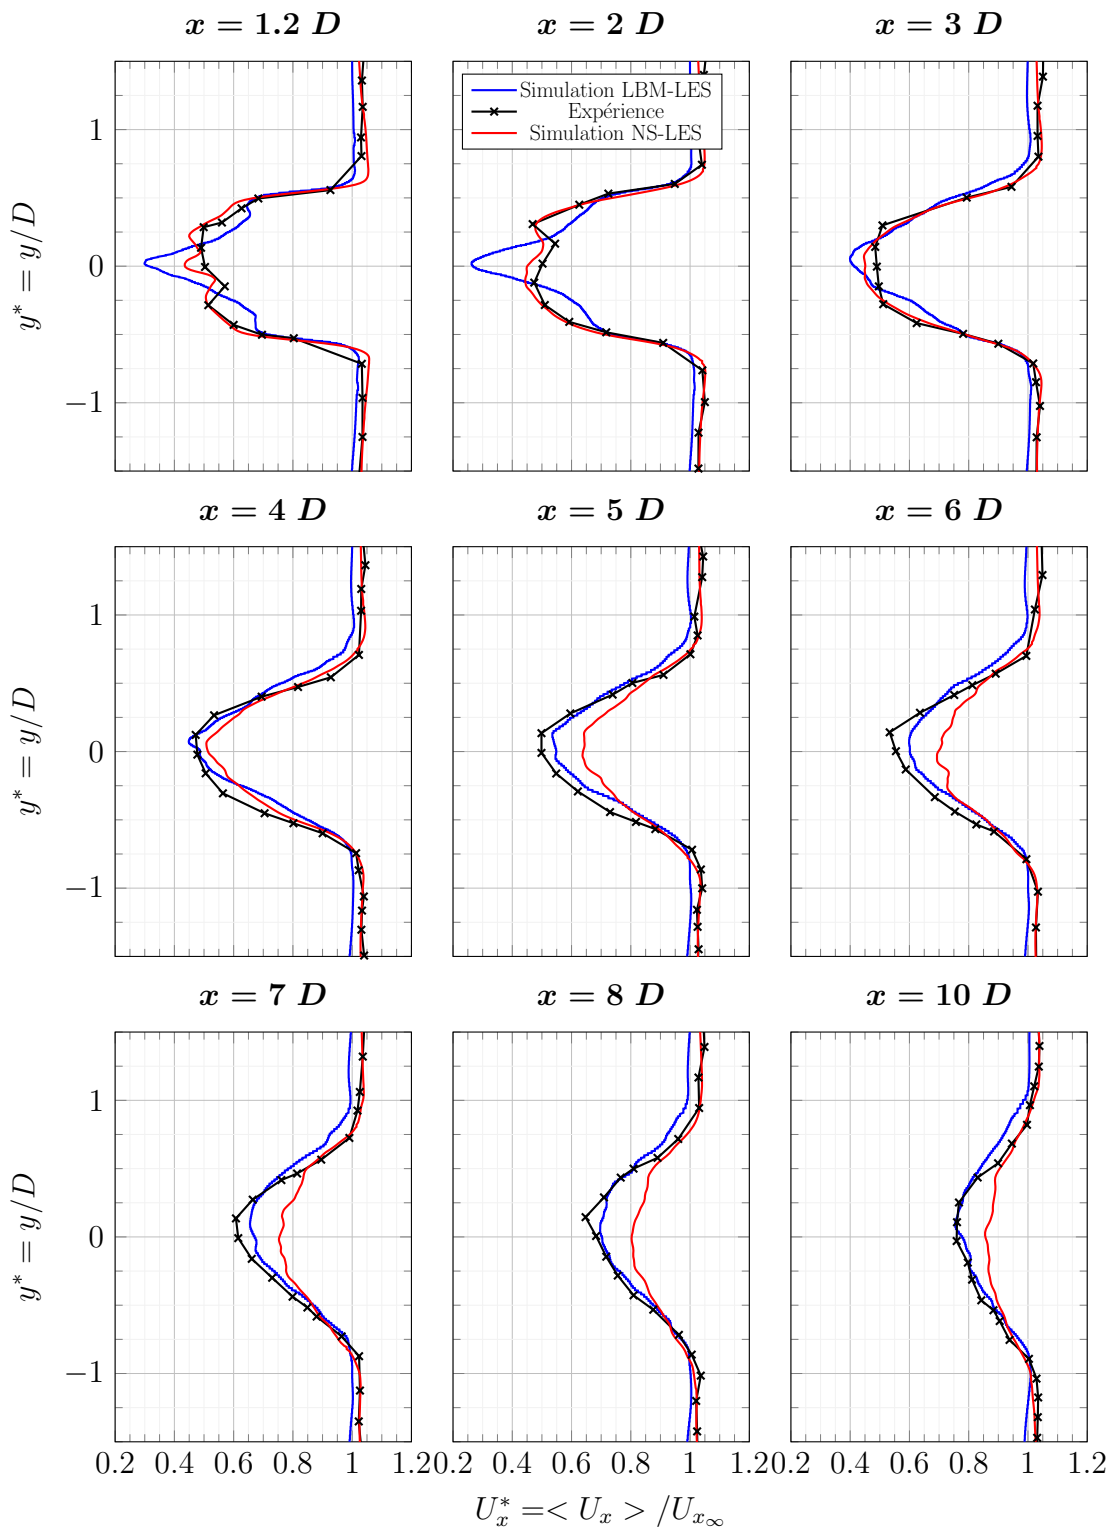 x = 1.2 D
x = 2 D
x = 3 D
Simulation LBM-LES
Expérience
Simulation NS-LES
1
0
−1
y* = y/D
x = 4 D
x = 5 D
x = 6 D
1
0
−1
y* = y/D
x = 7 D
x = 8 D
x = 10 D
1
0
−1
y* = y/D
0.2 0.4 0.6 0.8 1 1.2 0.2 0.4 0.6 0.8 1 1.2 0.2 0.4 0.6 0.8 1 1.2
U*ₓ =< Uₓ > /Uₓ∞